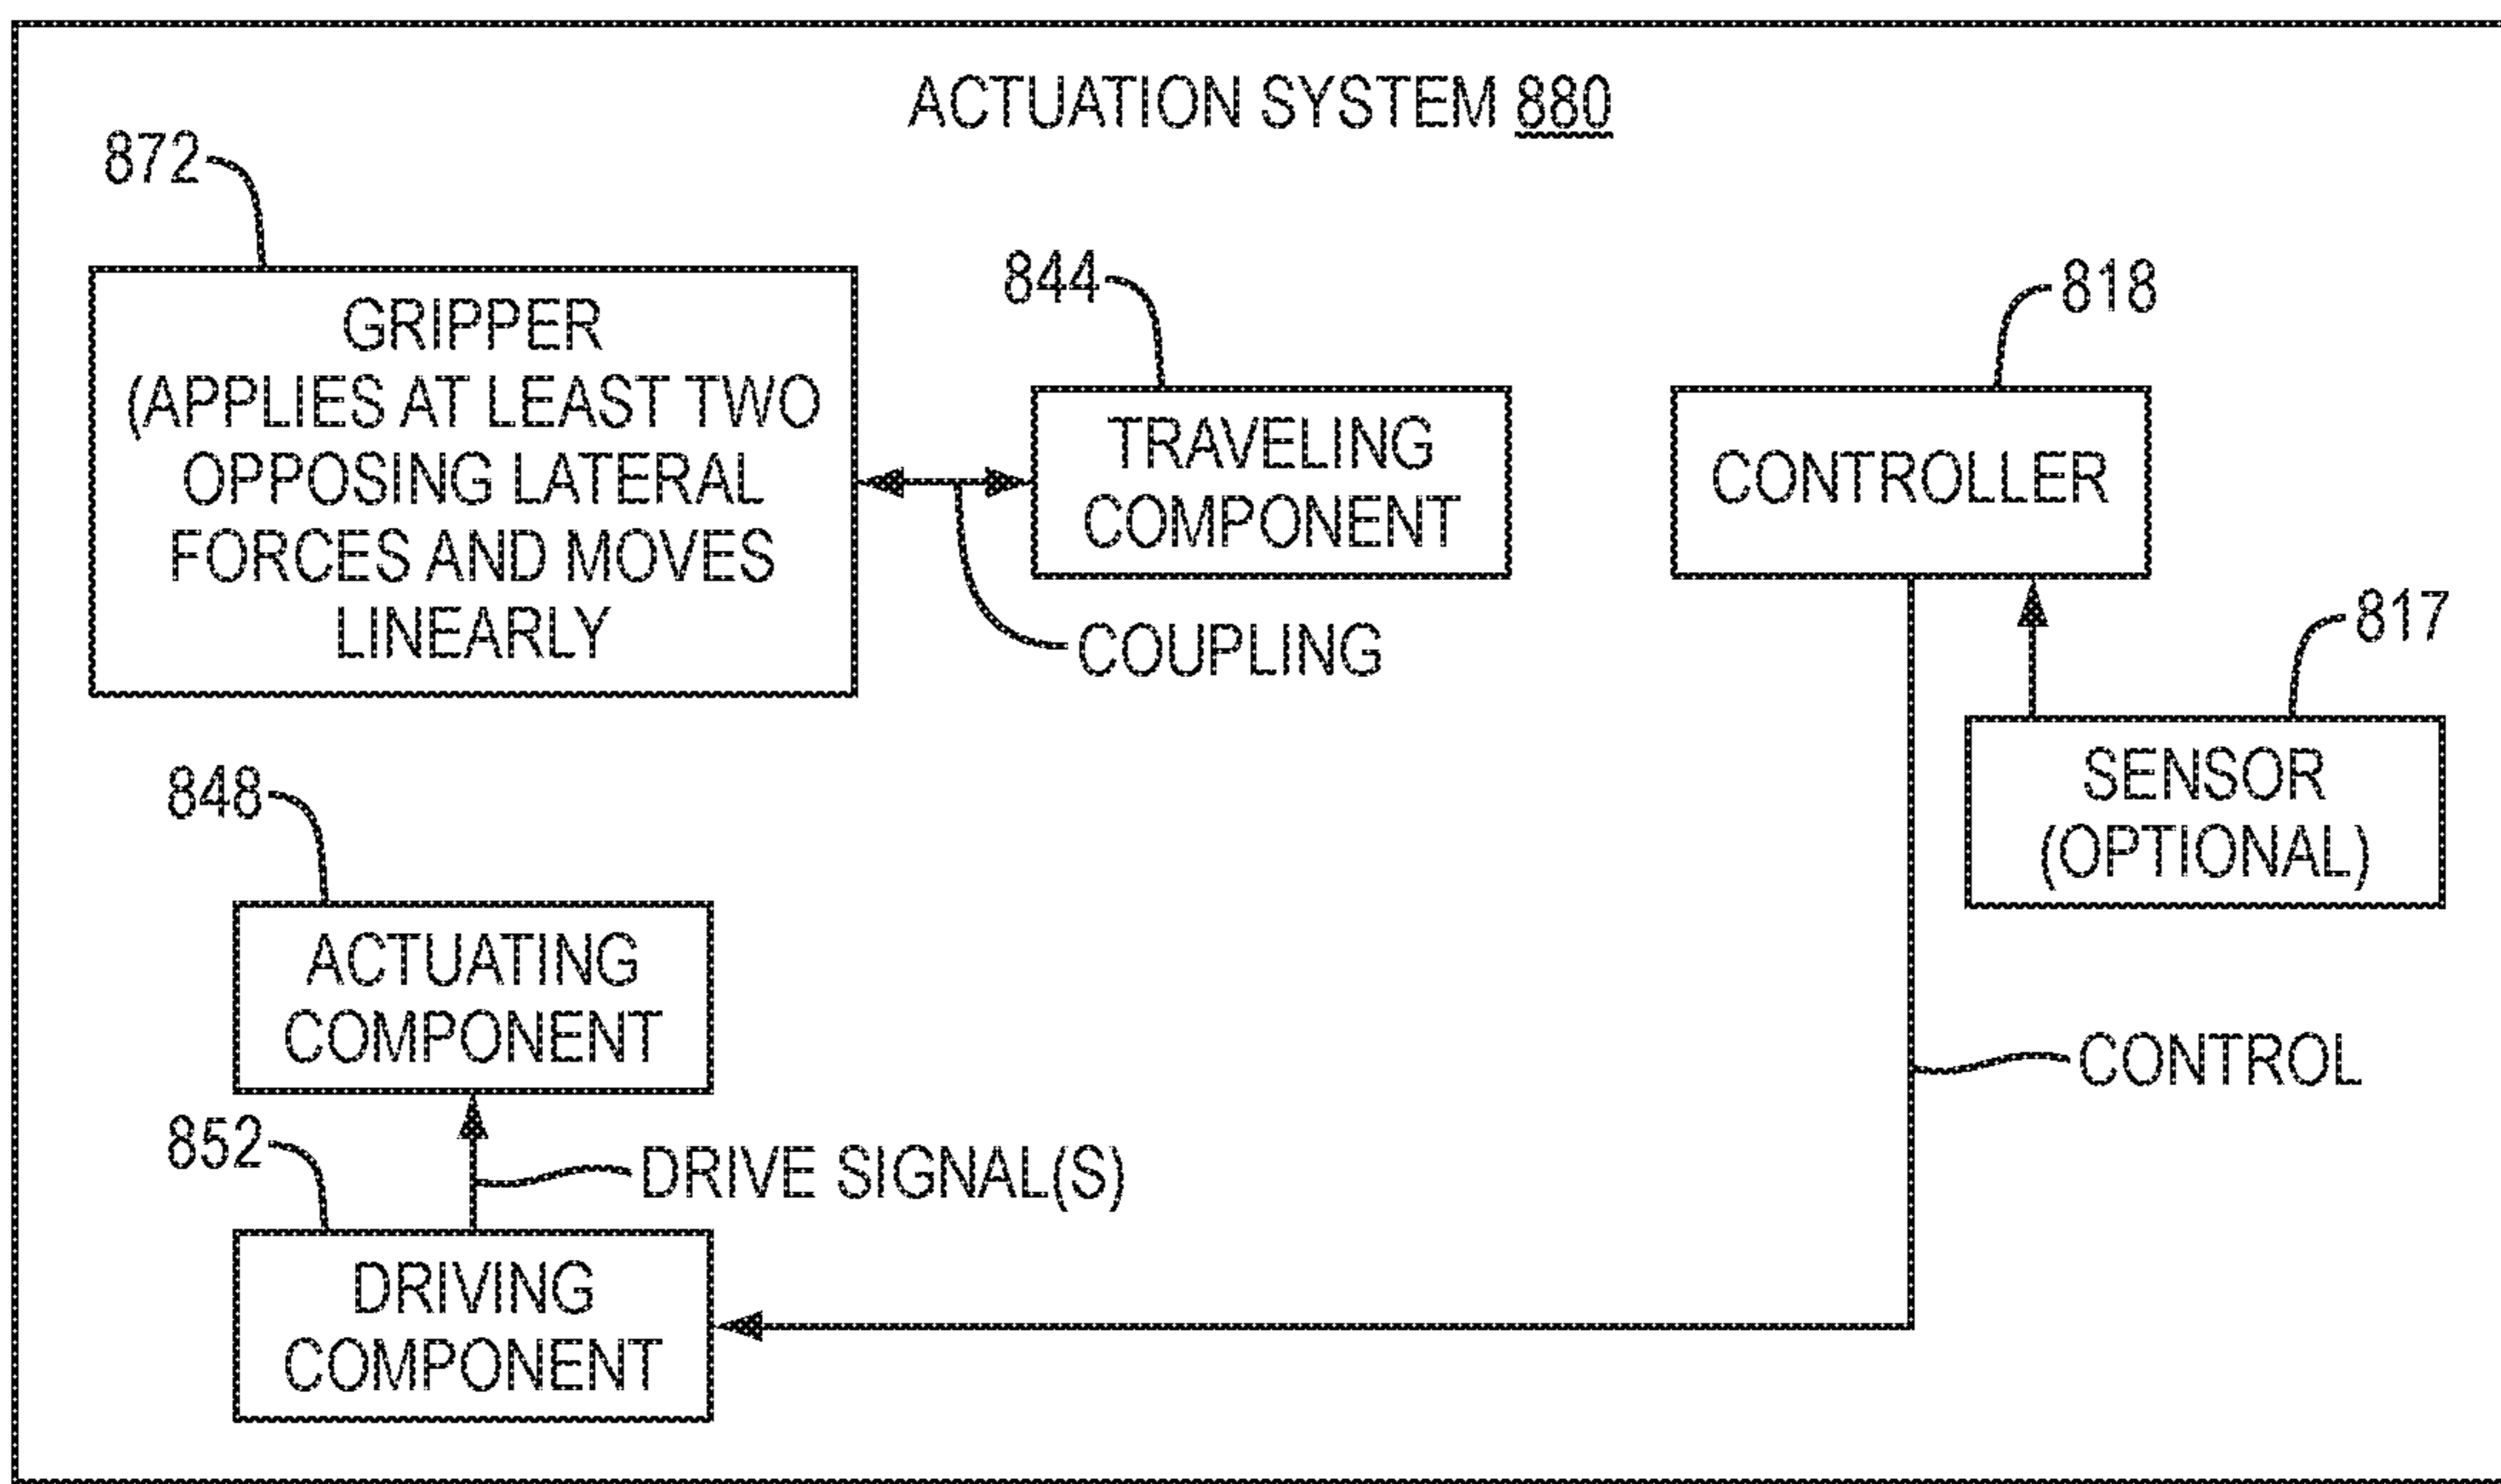 ACTUATION SYSTEM 880
872
GRIPPER
(APPLIES AT LEAST TWO
OPPOSING LATERAL
FORCES AND MOVES
LINEARLY
844
TRAVELING
COMPONENT
COUPLING
818
CONTROLLER
817
SENSOR
(OPTIONAL)
848
ACTUATING
COMPONENT
CONTROL
852
DRIVE SIGNAL(S)
DRIVING
COMPONENT